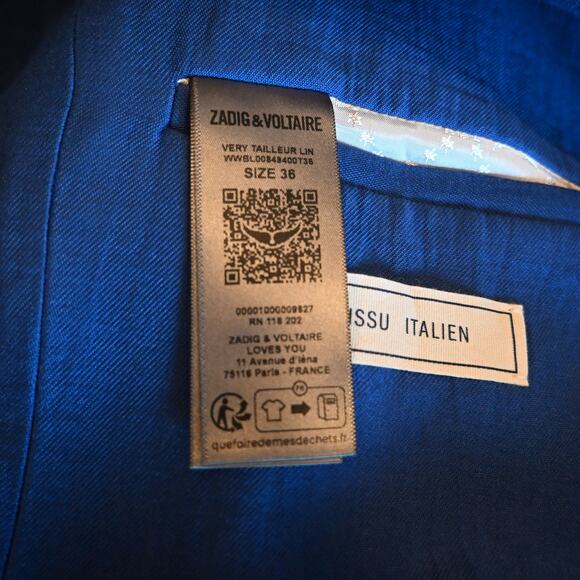 ZADIG & VOLTAIRE
VERY TAILLEUR LIN
WWBL00848400T36
SIZE 36
00001000009827
RN 118 202
ZADIG & VOLTAIRE
LOVES YOU
11 Avenue d'iéna
75116 Paris - FRANCE
FR
quefairedemesdechets.fr
ISSU ITALIEN